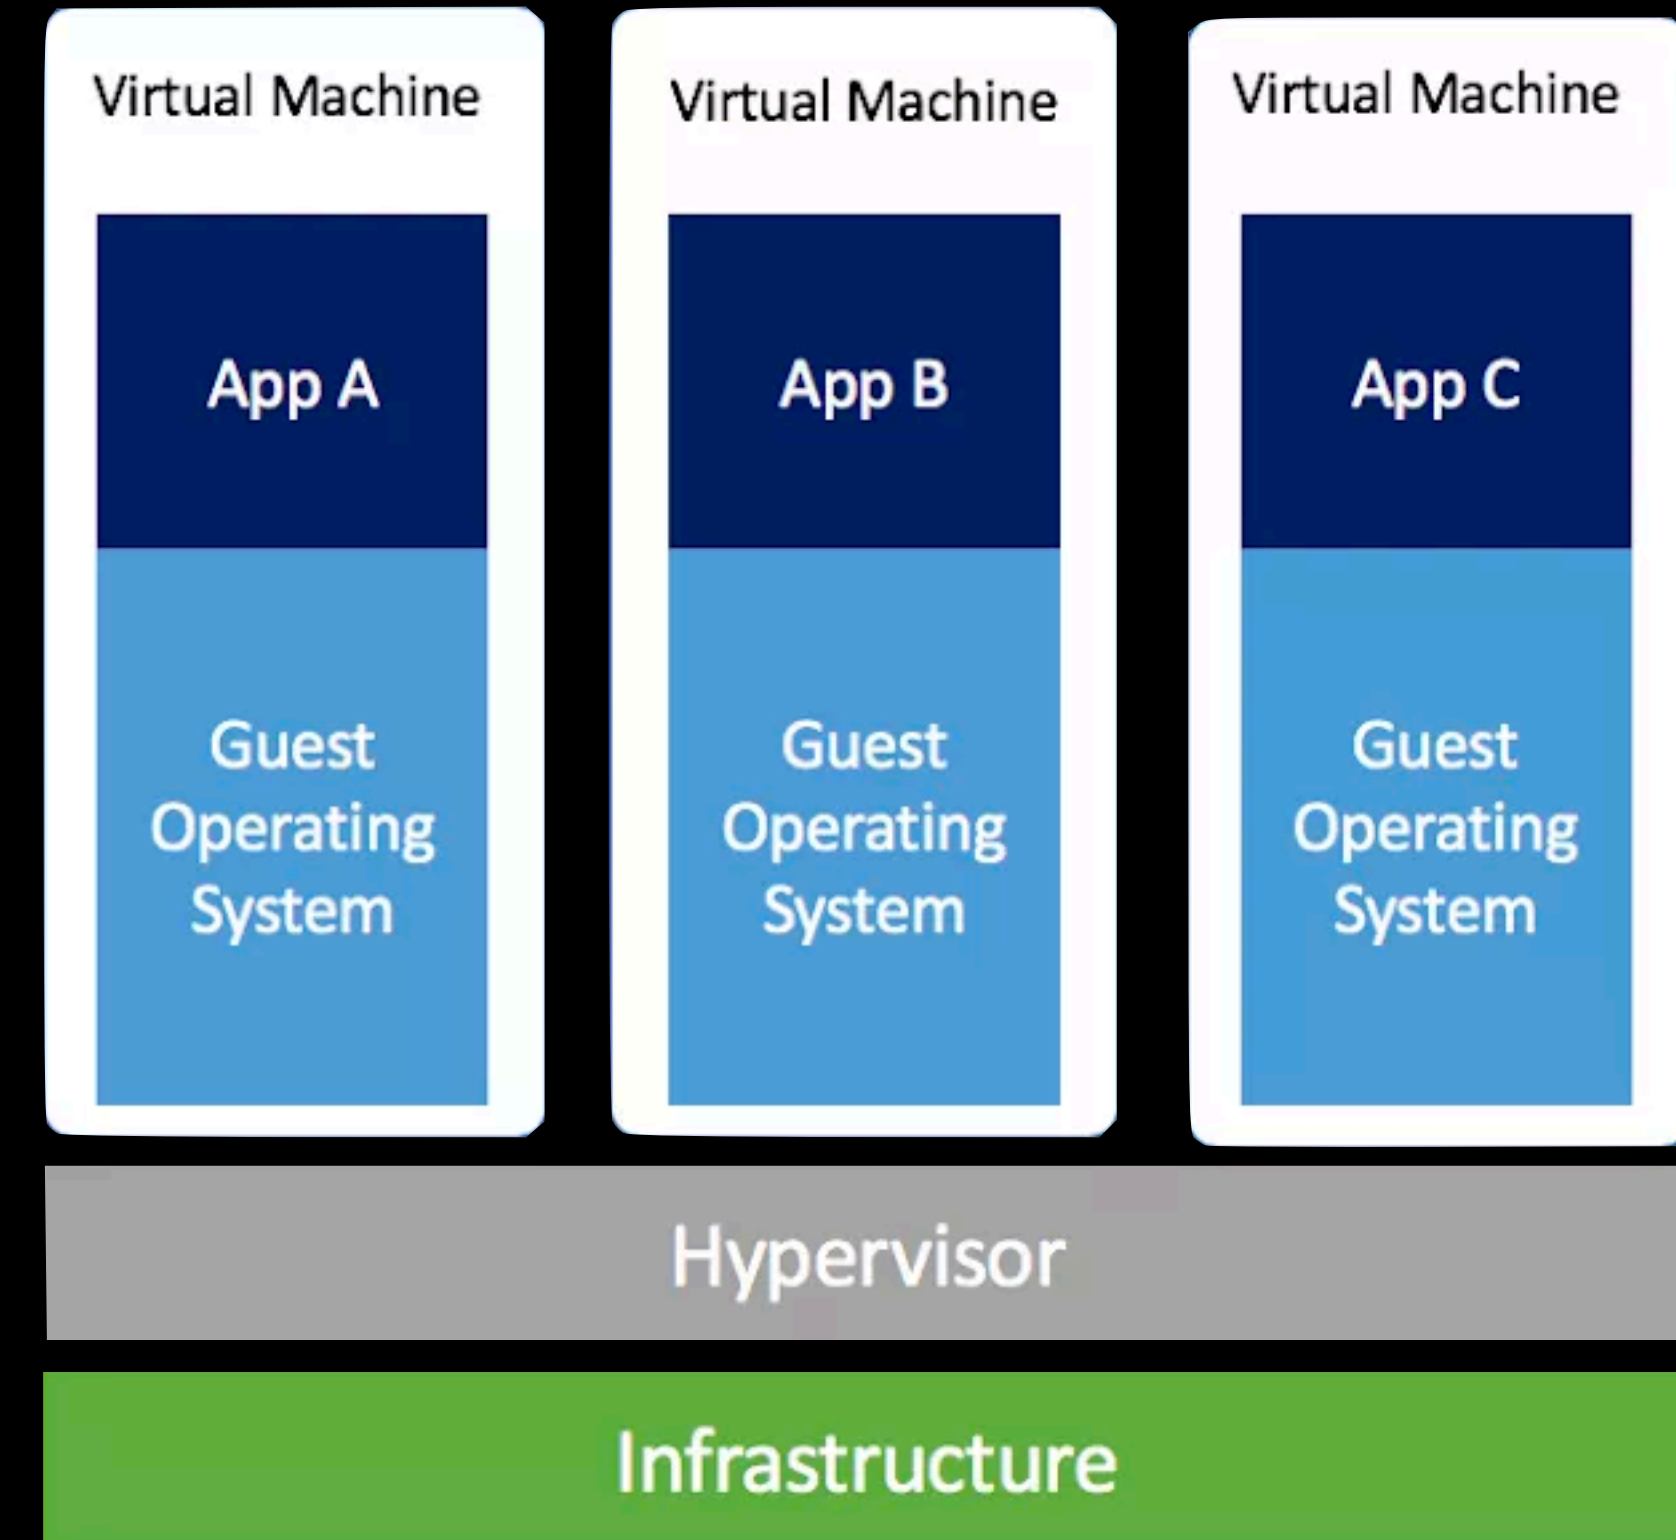 Virtual Machine
Virtual Machine
Virtual Machine
App A
App B
App C
Guest
Operating
System
Guest
Operating
System
Guest
Operating
System
Hypervisor
Infrastructure